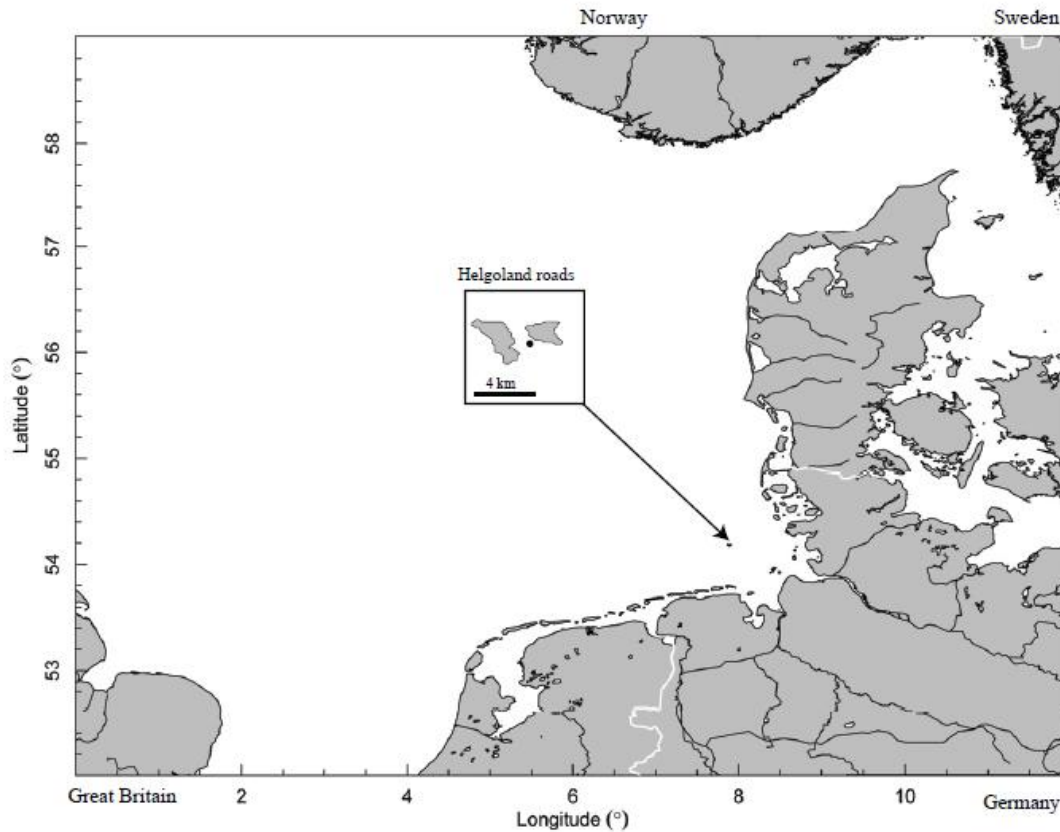 Norway
Sweden
58
57
Helgoland roads
56
4 km
Latitude (°)
55
54
53
Great Britain
2
4
6
8
10
Germany
Longitude (°)